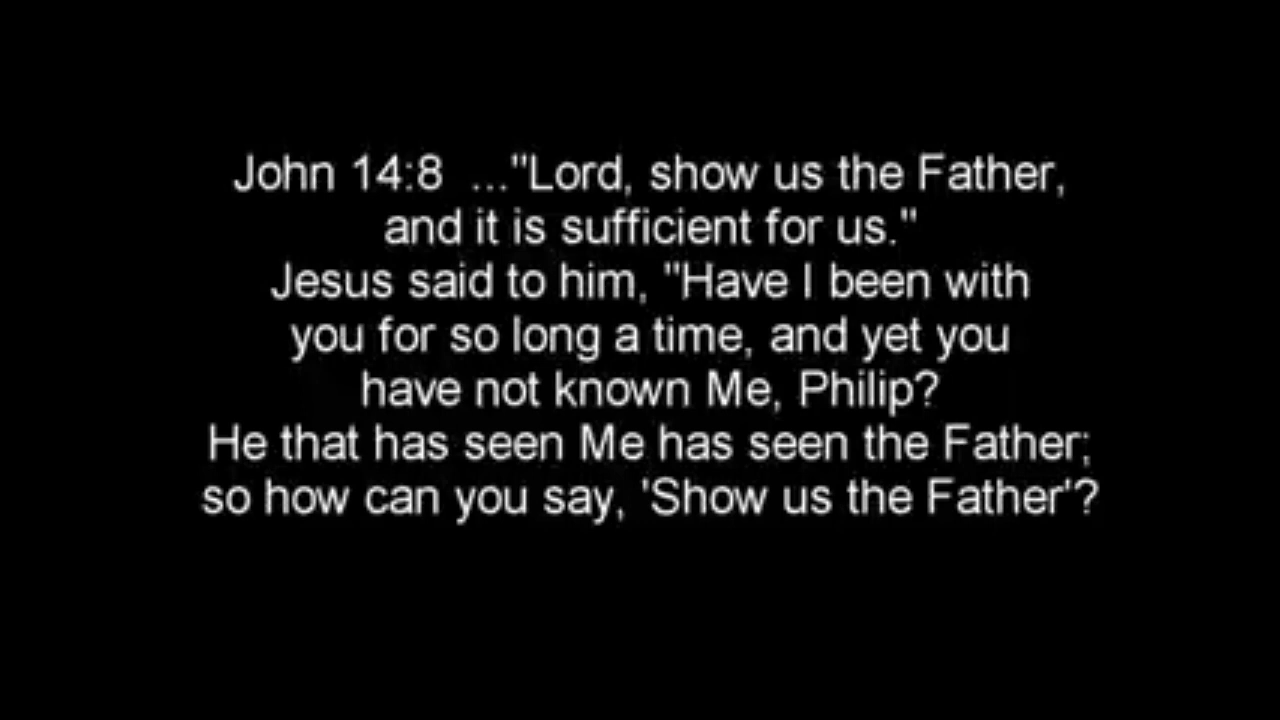 John 14:8  ..."Lord, show us the Father,
and it is sufficient for us."
Jesus said to him, "Have I been with
you for so long a time, and yet you
have not known Me, Philip?
He that has seen Me has seen the Father;
so how can you say, 'Show us the Father'?